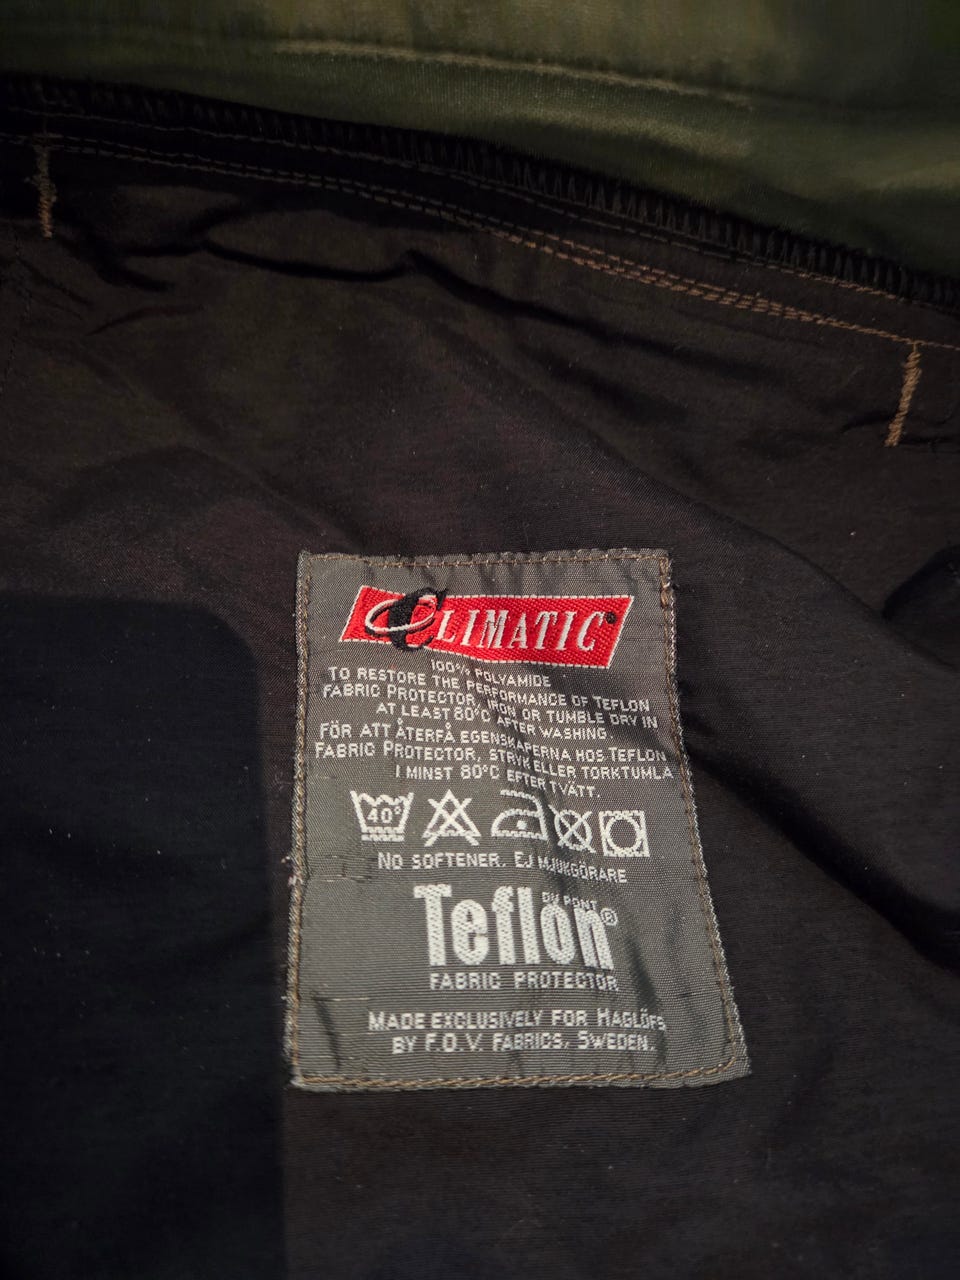 CLIMATIC®
100% POLYAMIDE
TO RESTORE THE PERFORMANCE OF TEFLON
FABRIC PROTECTOR, IRON OR TUMBLE DRY IN
AT LEAST 80°C AFTER WASHING.
FÖR ATT ÅTERFÅ EGENSKAPERNA HOS TEFLON
FABRIC PROTECTOR, STRYK ELLER TORKTUMLA
I MINST 80°C EFTER TVÄTT.
40°
NO SOFTENER. EJ MJUKGÖRARE
DU PONT
Teflon®
FABRIC PROTECTOR
MADE EXCLUSIVELY FOR HAGLÖFS
BY F.O.V. FABRICS, SWEDEN.